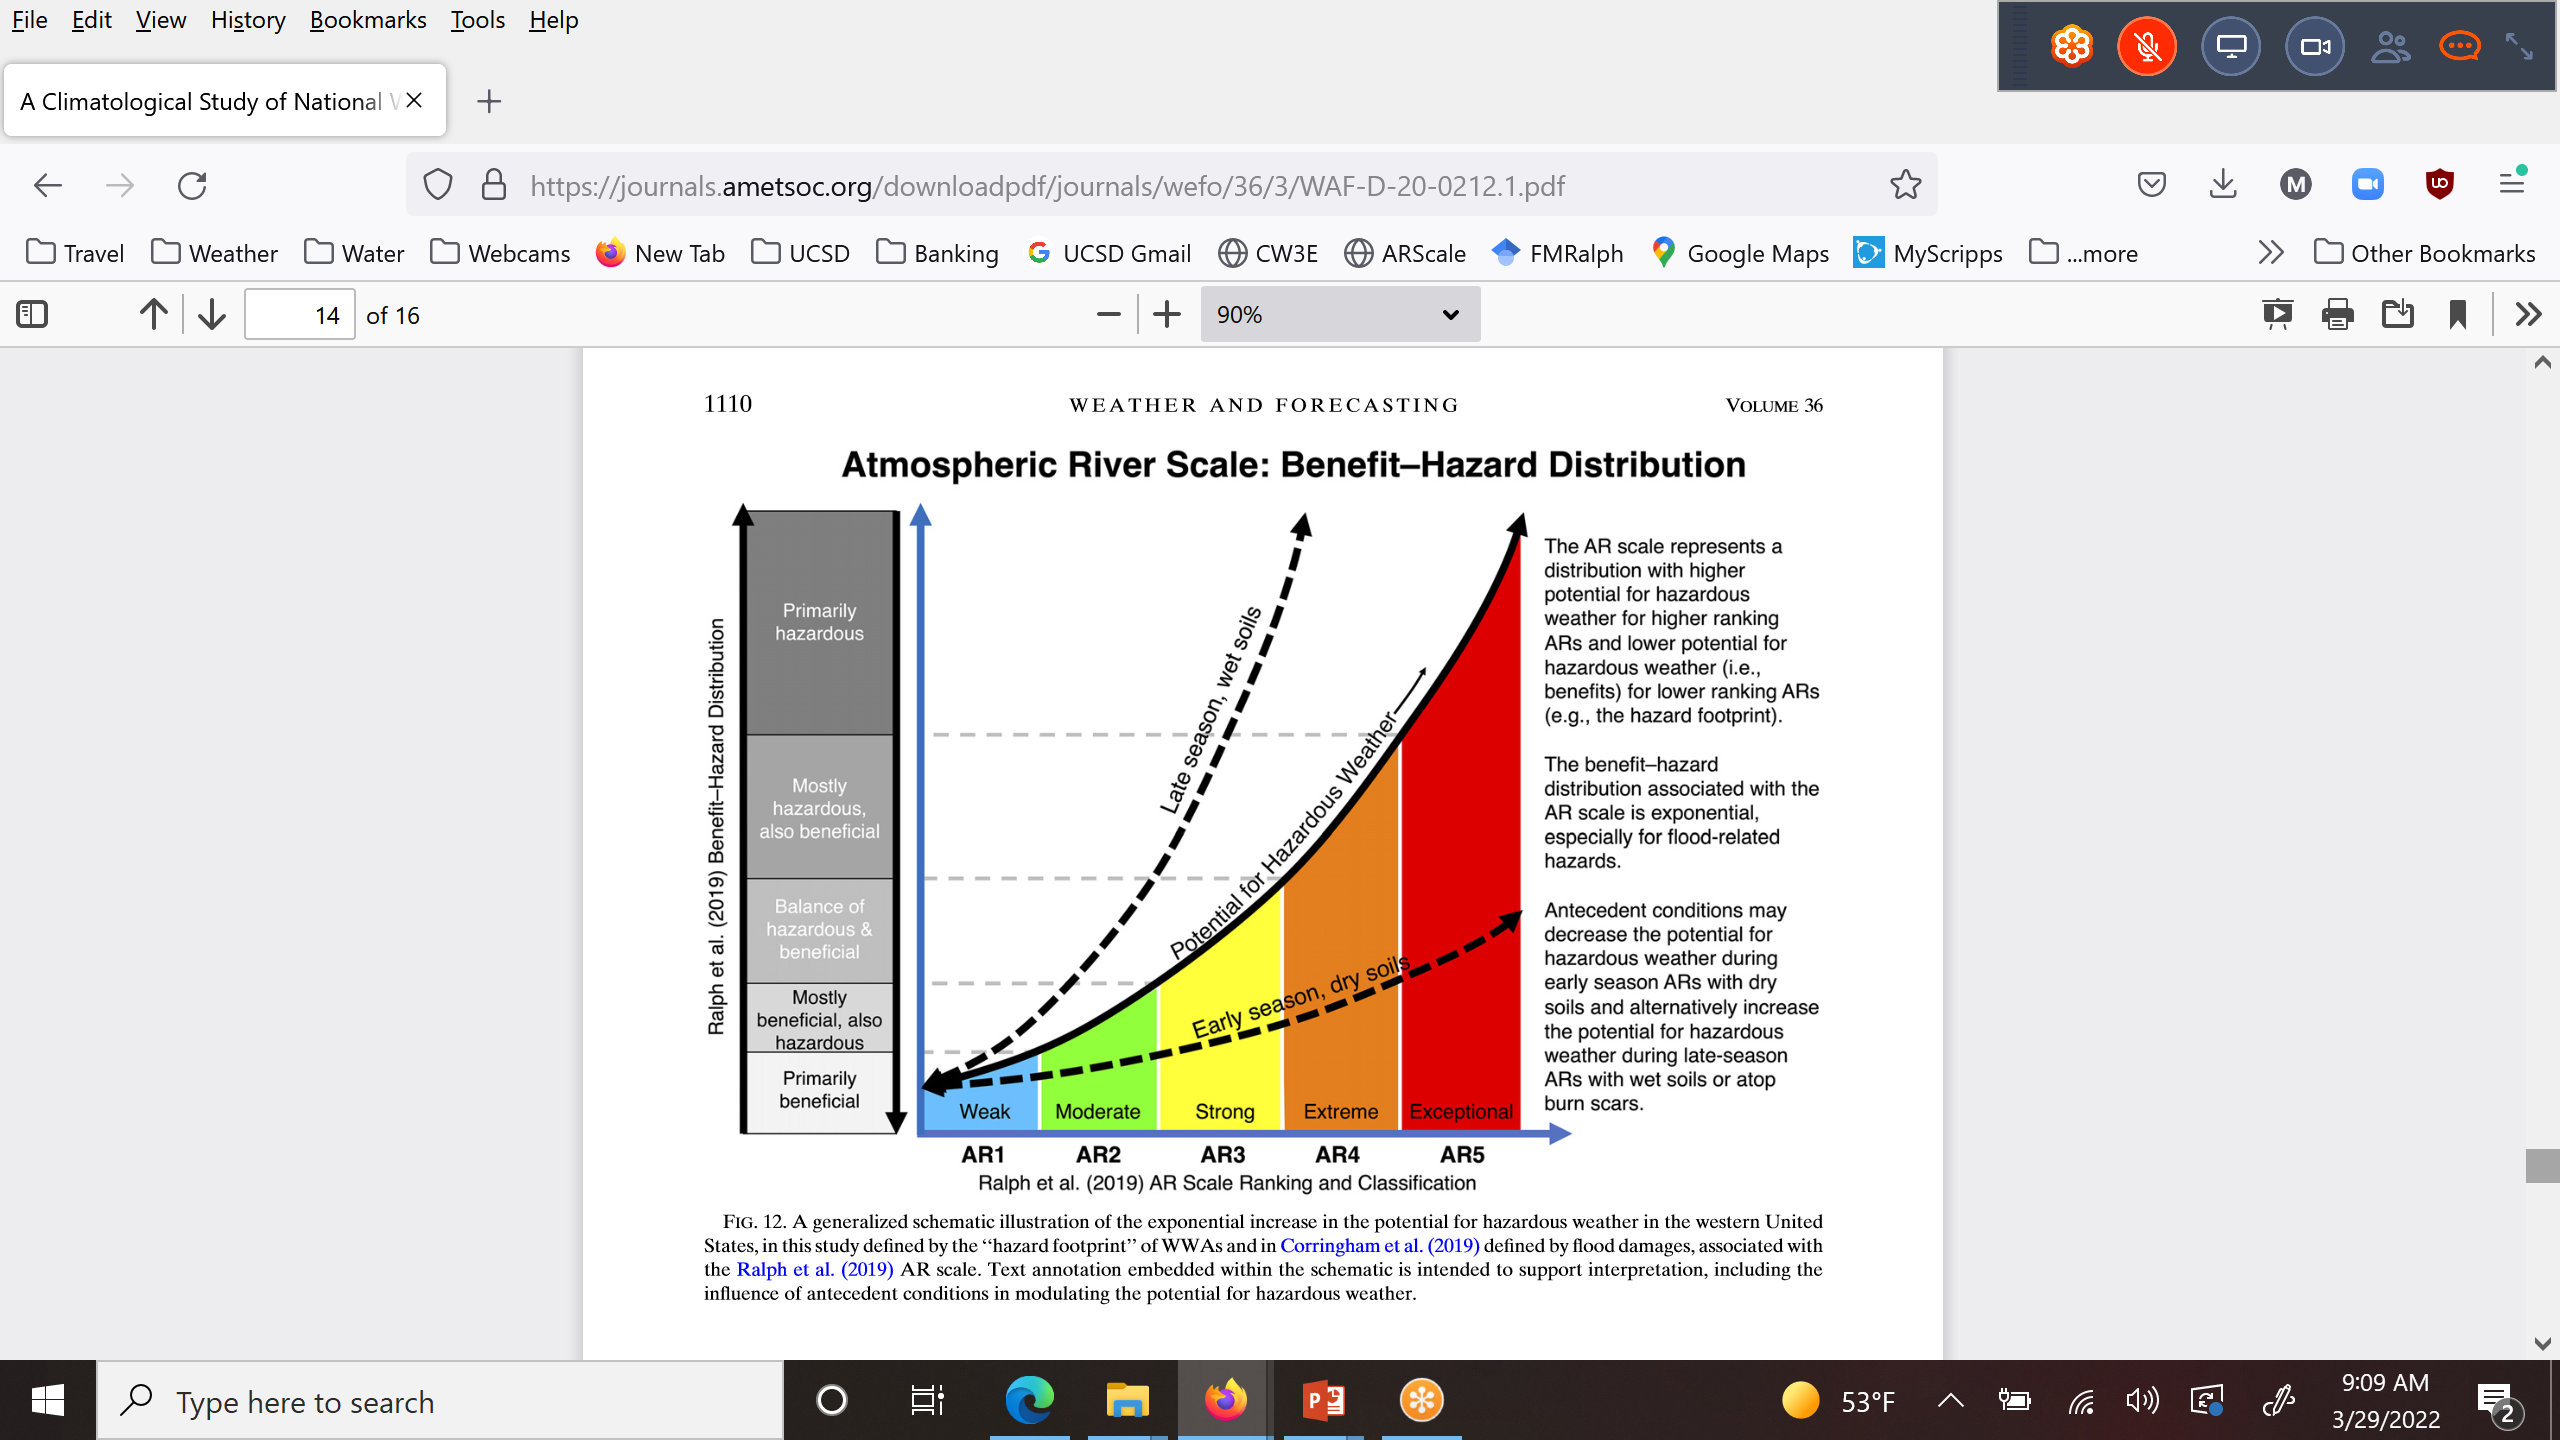 File Edit View History Bookmarks Tools Help
A Climatological Study of National W
https://journals.ametsoc.org/downloadpdf/journals/wefo/36/3/WAF-D-20-0212.1.pdf
M
Travel Weather Water Webcams New Tab UCSD Banking UCSD Gmail CW3E ARScale FMRalph Google Maps MyScripps ...more Other Bookmarks
14 of 16
90%
1110 WEATHER AND FORECASTING VOLUME 36
Atmospheric River Scale: Benefit–Hazard Distribution
Ralph et al. (2019) Benefit–Hazard Distribution
Primarily
hazardous
Mostly
hazardous,
also beneficial
Balance of
hazardous &
beneficial
Mostly
beneficial, also
hazardous
Primarily
beneficial
Late season, wet soils
Potential for Hazardous Weather
Early season, dry soils
Weak Moderate Strong Extreme Exceptional
AR1 AR2 AR3 AR4 AR5
Ralph et al. (2019) AR Scale Ranking and Classification
The AR scale represents a
distribution with higher
potential for hazardous
weather for higher ranking
ARs and lower potential for
hazardous weather (i.e.,
benefits) for lower ranking ARs
(e.g., the hazard footprint).
The benefit–hazard
distribution associated with the
AR scale is exponential,
especially for flood-related
hazards.
Antecedent conditions may
decrease the potential for
hazardous weather during
early season ARs with dry
soils and alternatively increase
the potential for hazardous
weather during late-season
ARs with wet soils or atop
burn scars.
FIG. 12. A generalized schematic illustration of the exponential increase in the potential for hazardous weather in the western United
States, in this study defined by the “hazard footprint” of WWAs and in Corringham et al. (2019) defined by flood damages, associated with
the Ralph et al. (2019) AR scale. Text annotation embedded within the schematic is intended to support interpretation, including the
influence of antecedent conditions in modulating the potential for hazardous weather.
Type here to search
53°F
9:09 AM
3/29/2022
2